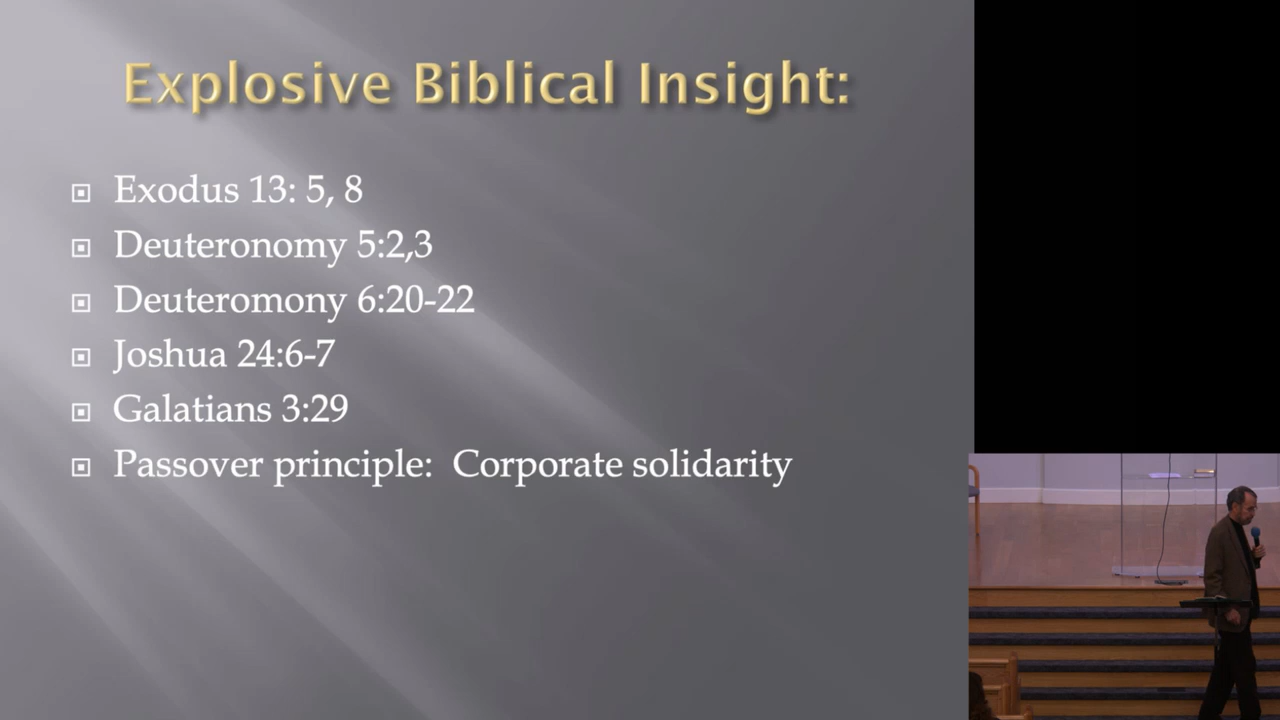 Explosive Biblical Insight:
Exodus 13: 5, 8
Deuteronomy 5:2,3
Deuteromony 6:20-22
Joshua 24:6-7
Galatians 3:29
Passover principle: Corporate solidarity